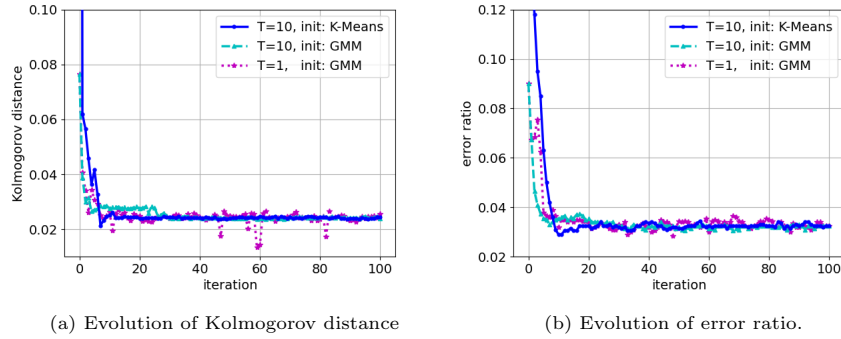 0.10
0.08
0.06
0.04
0.02
Kolmogorov distance
0
20
40
60
80
100
iteration
T=10, init: K-Means
T=10, init: GMM
T=1, init: GMM
(a) Evolution of Kolmogorov distance
0.12
0.10
0.08
0.06
0.04
0.02
error ratio
0
20
40
60
80
100
iteration
T=10, init: K-Means
T=10, init: GMM
T=1, init: GMM
(b) Evolution of error ratio.